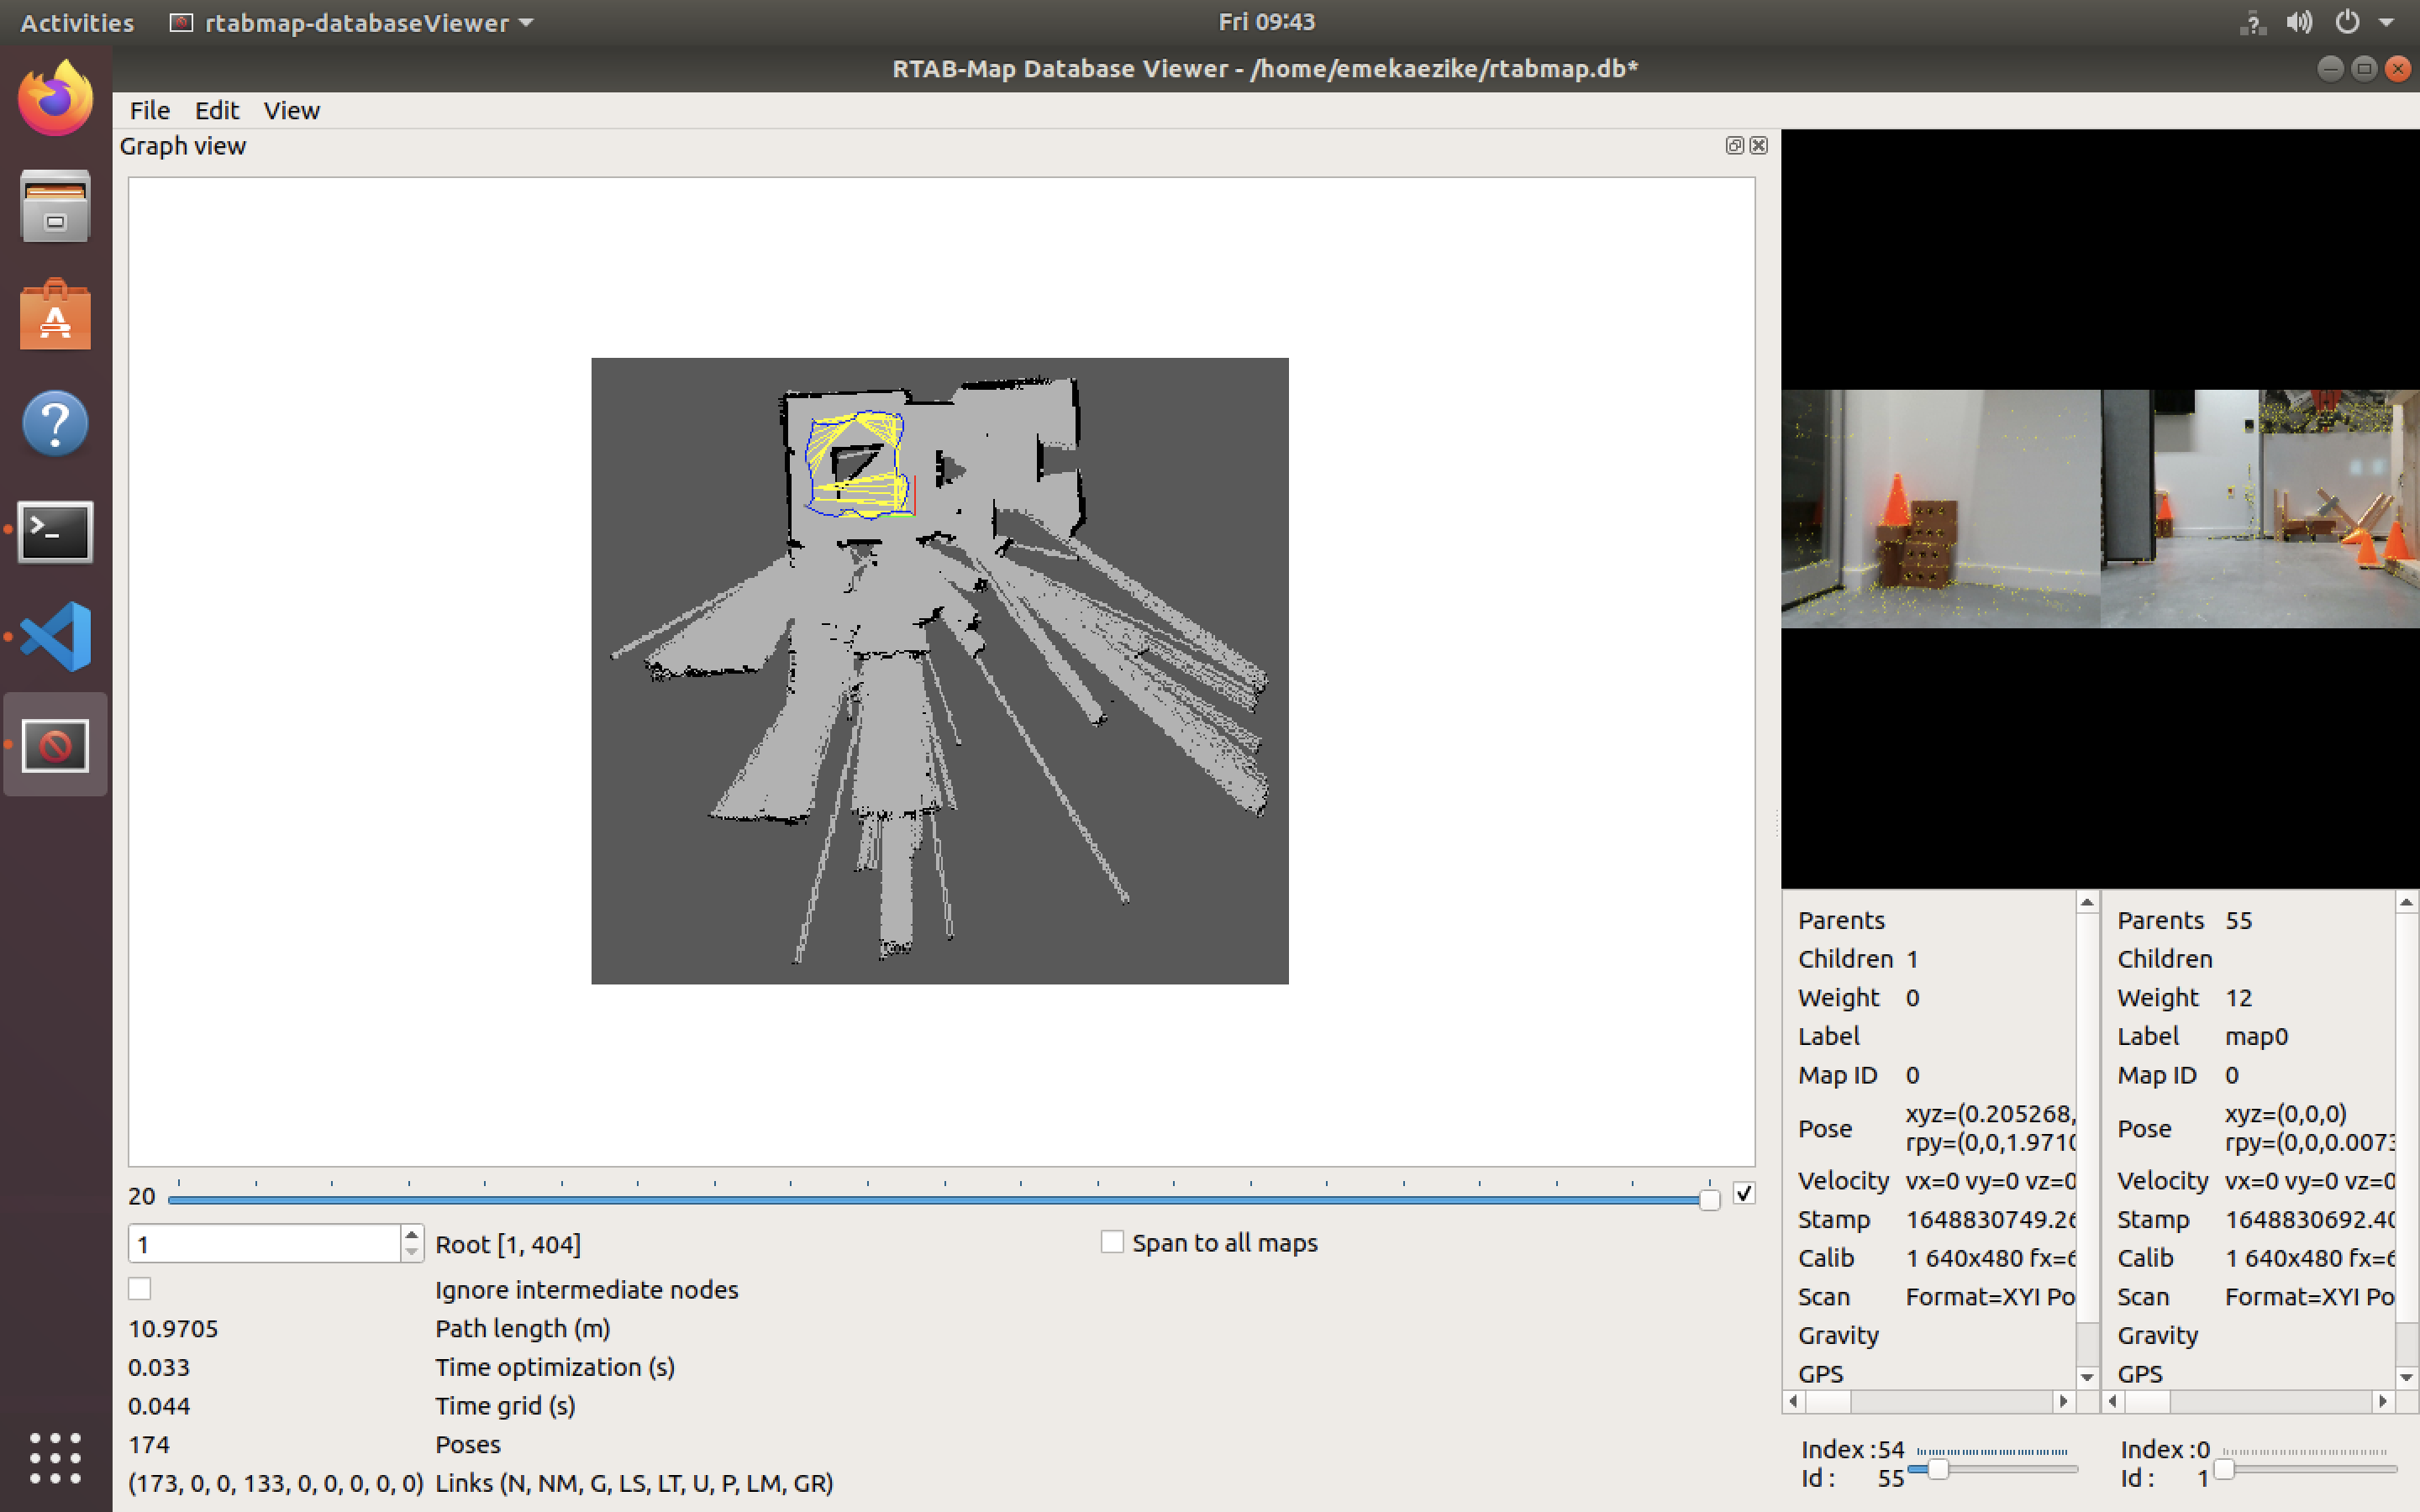 Activities
rtabmap-databaseViewer
Fri 09:43
RTAB-Map Database Viewer - /home/emekaezike/rtabmap.db*
File Edit View
Graph view
20
1
Root [1, 404]
Span to all maps
Ignore intermediate nodes
10.9705 Path length (m)
0.033 Time optimization (s)
0.044 Time grid (s)
174 Poses
(173, 0, 0, 133, 0, 0, 0, 0, 0) Links (N, NM, G, LS, LT, U, P, LM, GR)
Parents
Children 1
Weight 0
Label
Map ID 0
Pose
xyz=(0.205268,
rpy=(0,0,1.9710
Velocity vx=0 vy=0 vz=0
Stamp 1648830749.26
Calib 1 640x480 fx=6
Scan Format=XYI Po
Gravity
GPS
Index :54
Id : 55
Parents 55
Children
Weight 12
Label map0
Map ID 0
Pose
xyz=(0,0,0)
rpy=(0,0,0.0073
Velocity vx=0 vy=0 vz=0
Stamp 1648830692.40
Calib 1 640x480 fx=6
Scan Format=XYI Po
Gravity
GPS
Index :0
Id : 1